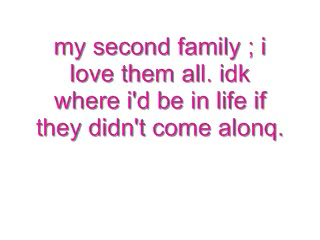 my second family ; i
love them all. idk
where i'd be in life if
they didn't come alonq.